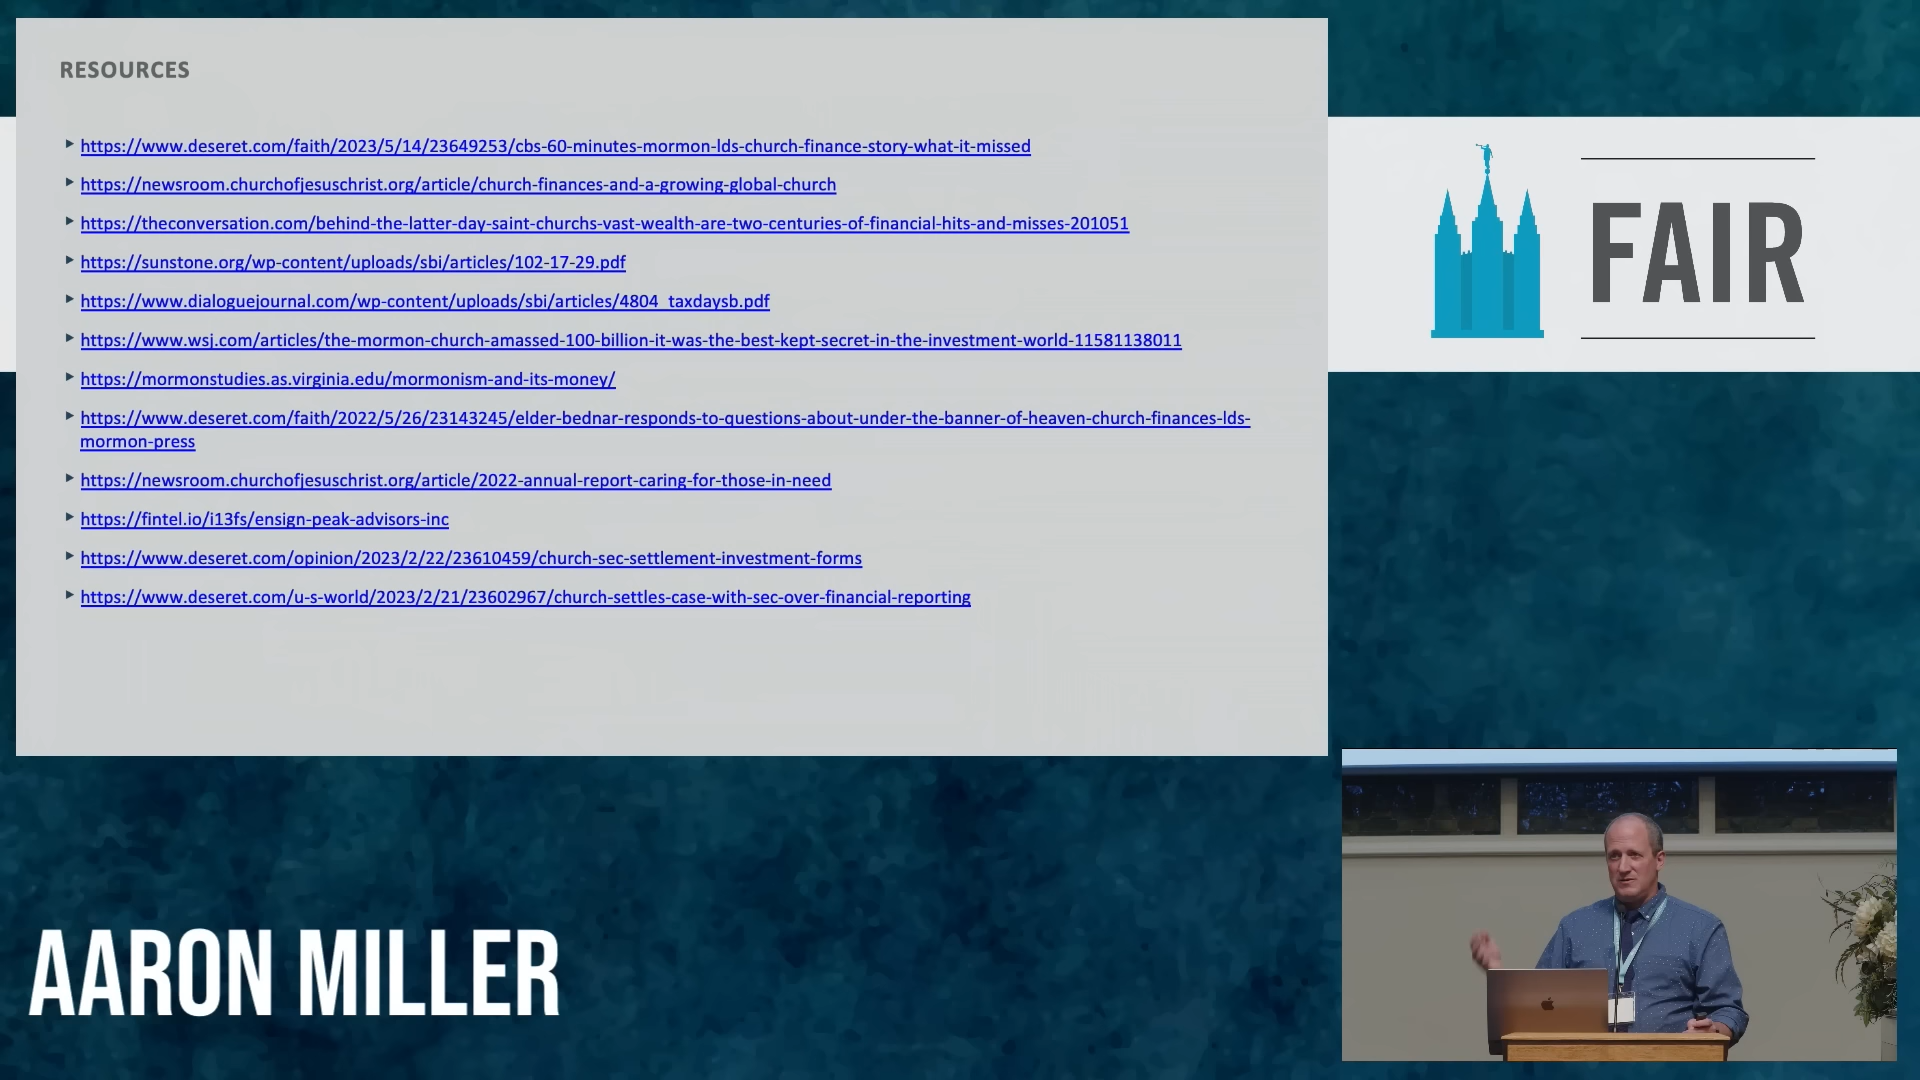 RESOURCES
https://www.deseret.com/faith/2023/5/14/23649253/cbs-60-minutes-mormon-lds-church-finance-story-what-it-missed
https://newsroom.churchofjesuschrist.org/article/church-finances-and-a-growing-global-church
https://theconversation.com/behind-the-latter-day-saint-churchs-vast-wealth-are-two-centuries-of-financial-hits-and-misses-201051
https://sunstone.org/wp-content/uploads/sbi/articles/102-17-29.pdf
https://www.dialoguejournal.com/wp-content/uploads/sbi/articles/4804_taxdaysb.pdf
https://www.wsj.com/articles/the-mormon-church-amassed-100-billion-it-was-the-best-kept-secret-in-the-investment-world-11581138011
https://mormonstudies.as.virginia.edu/mormonism-and-its-money/
https://www.deseret.com/faith/2022/5/26/23143245/elder-bednar-responds-to-questions-about-under-the-banner-of-heaven-church-finances-lds-
mormon-press
https://newsroom.churchofjesuschrist.org/article/2022-annual-report-caring-for-those-in-need
https://fintel.io/i13fs/ensign-peak-advisors-inc
https://www.deseret.com/opinion/2023/2/22/23610459/church-sec-settlement-investment-forms
https://www.deseret.com/u-s-world/2023/2/21/23602967/church-settles-case-with-sec-over-financial-reporting
FAIR
AARON MILLER